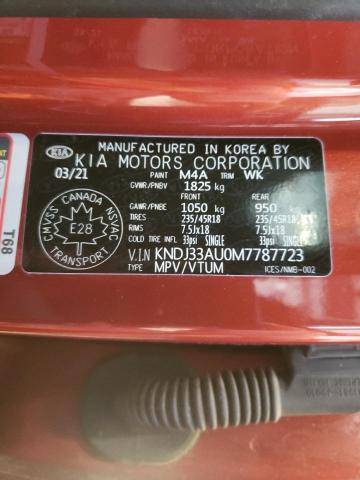 MANUFACTURED IN KOREA BY
KIA KIA MOTORS CORPORATION
03/21 PAINT M4A TRIM WK
GVWR/PNBV 1825 kg
FRONT REAR
GAWR/PNBE 1050 kg 950
TIRES 235/45R18 235/45R18
RIMS 7.5Jx18 7.5Jx18
COLD TIRE INF. 33psi SINGLE 33psi SINGLE
V.I.N KNDJ33AU0M7787723
TYPE MPV/VTUM
ICES/NMB-002
CANADA
CMVSS NSVAC
E28
TRANSPORT
T68